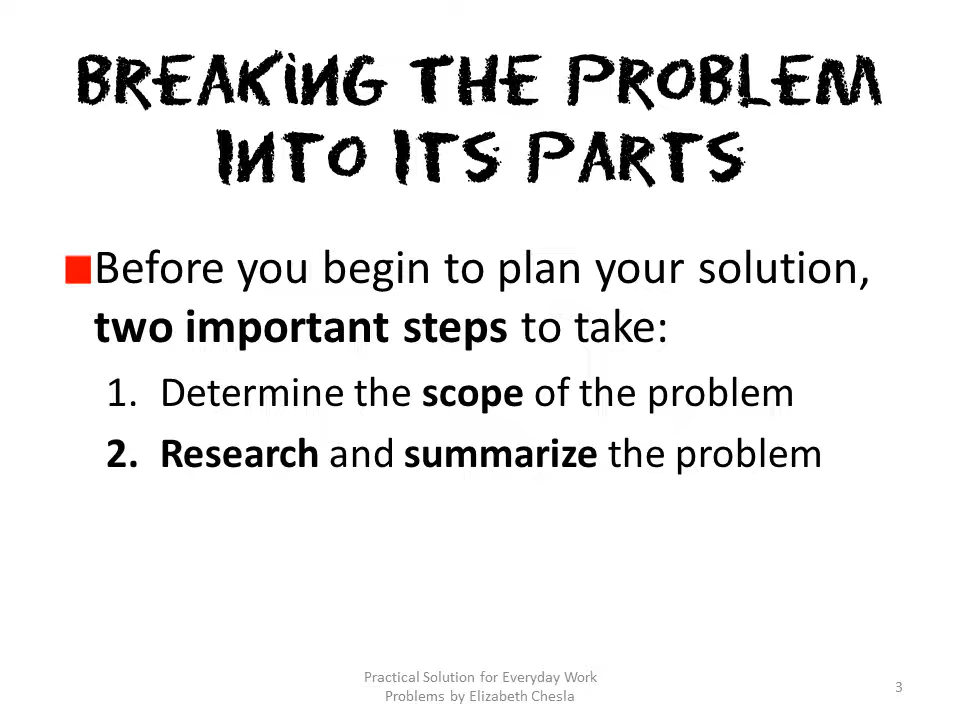 BREAKING THE PROBLEM
INTO ITS PARTS
Before you begin to plan your solution,
two important steps to take:
1. Determine the scope of the problem
2. Research and summarize the problem
Practical Solution for Everyday Work
Problems by Elizabeth Chesla
3